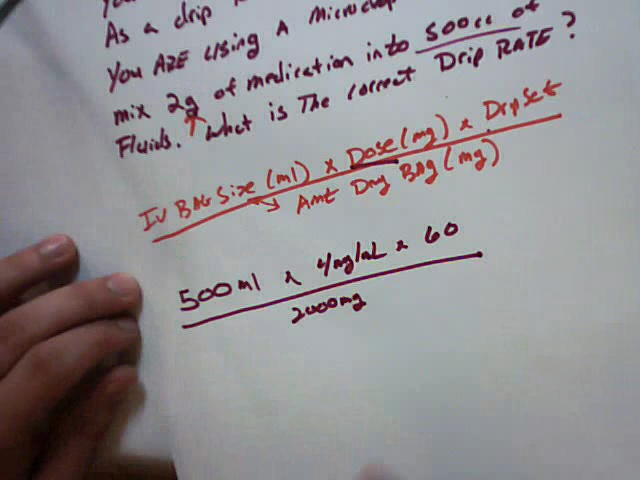 As a drip
You ARE using A Microdrop
mix 2g of medication into 500cc of
Fluids. what is The correct Drip RATE?
IV BAG Size (ml) x Dose (mg) x Drip Set
Amt Drug BAg (mg)
500ml x 4mg/mL x 60
2000mg